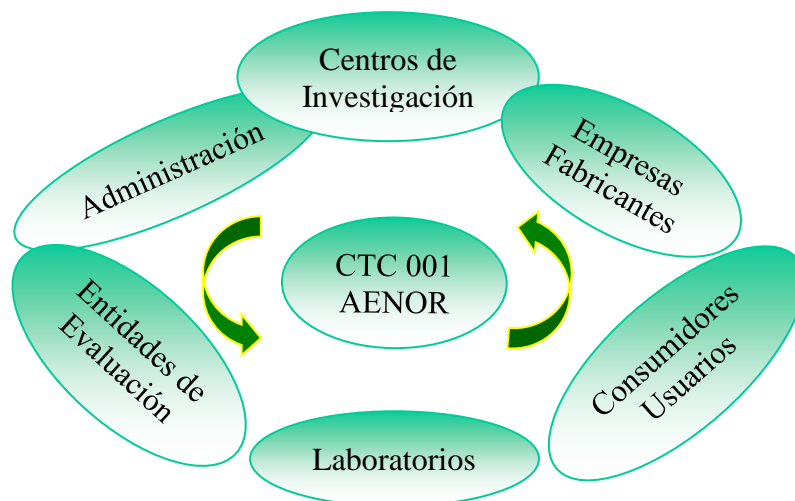 Centros de
Investigación
Administración
Empresas
Fabricantes
CTC 001
AENOR
Entidades de
Evaluación
Consumidores
Usuarios
Laboratorios